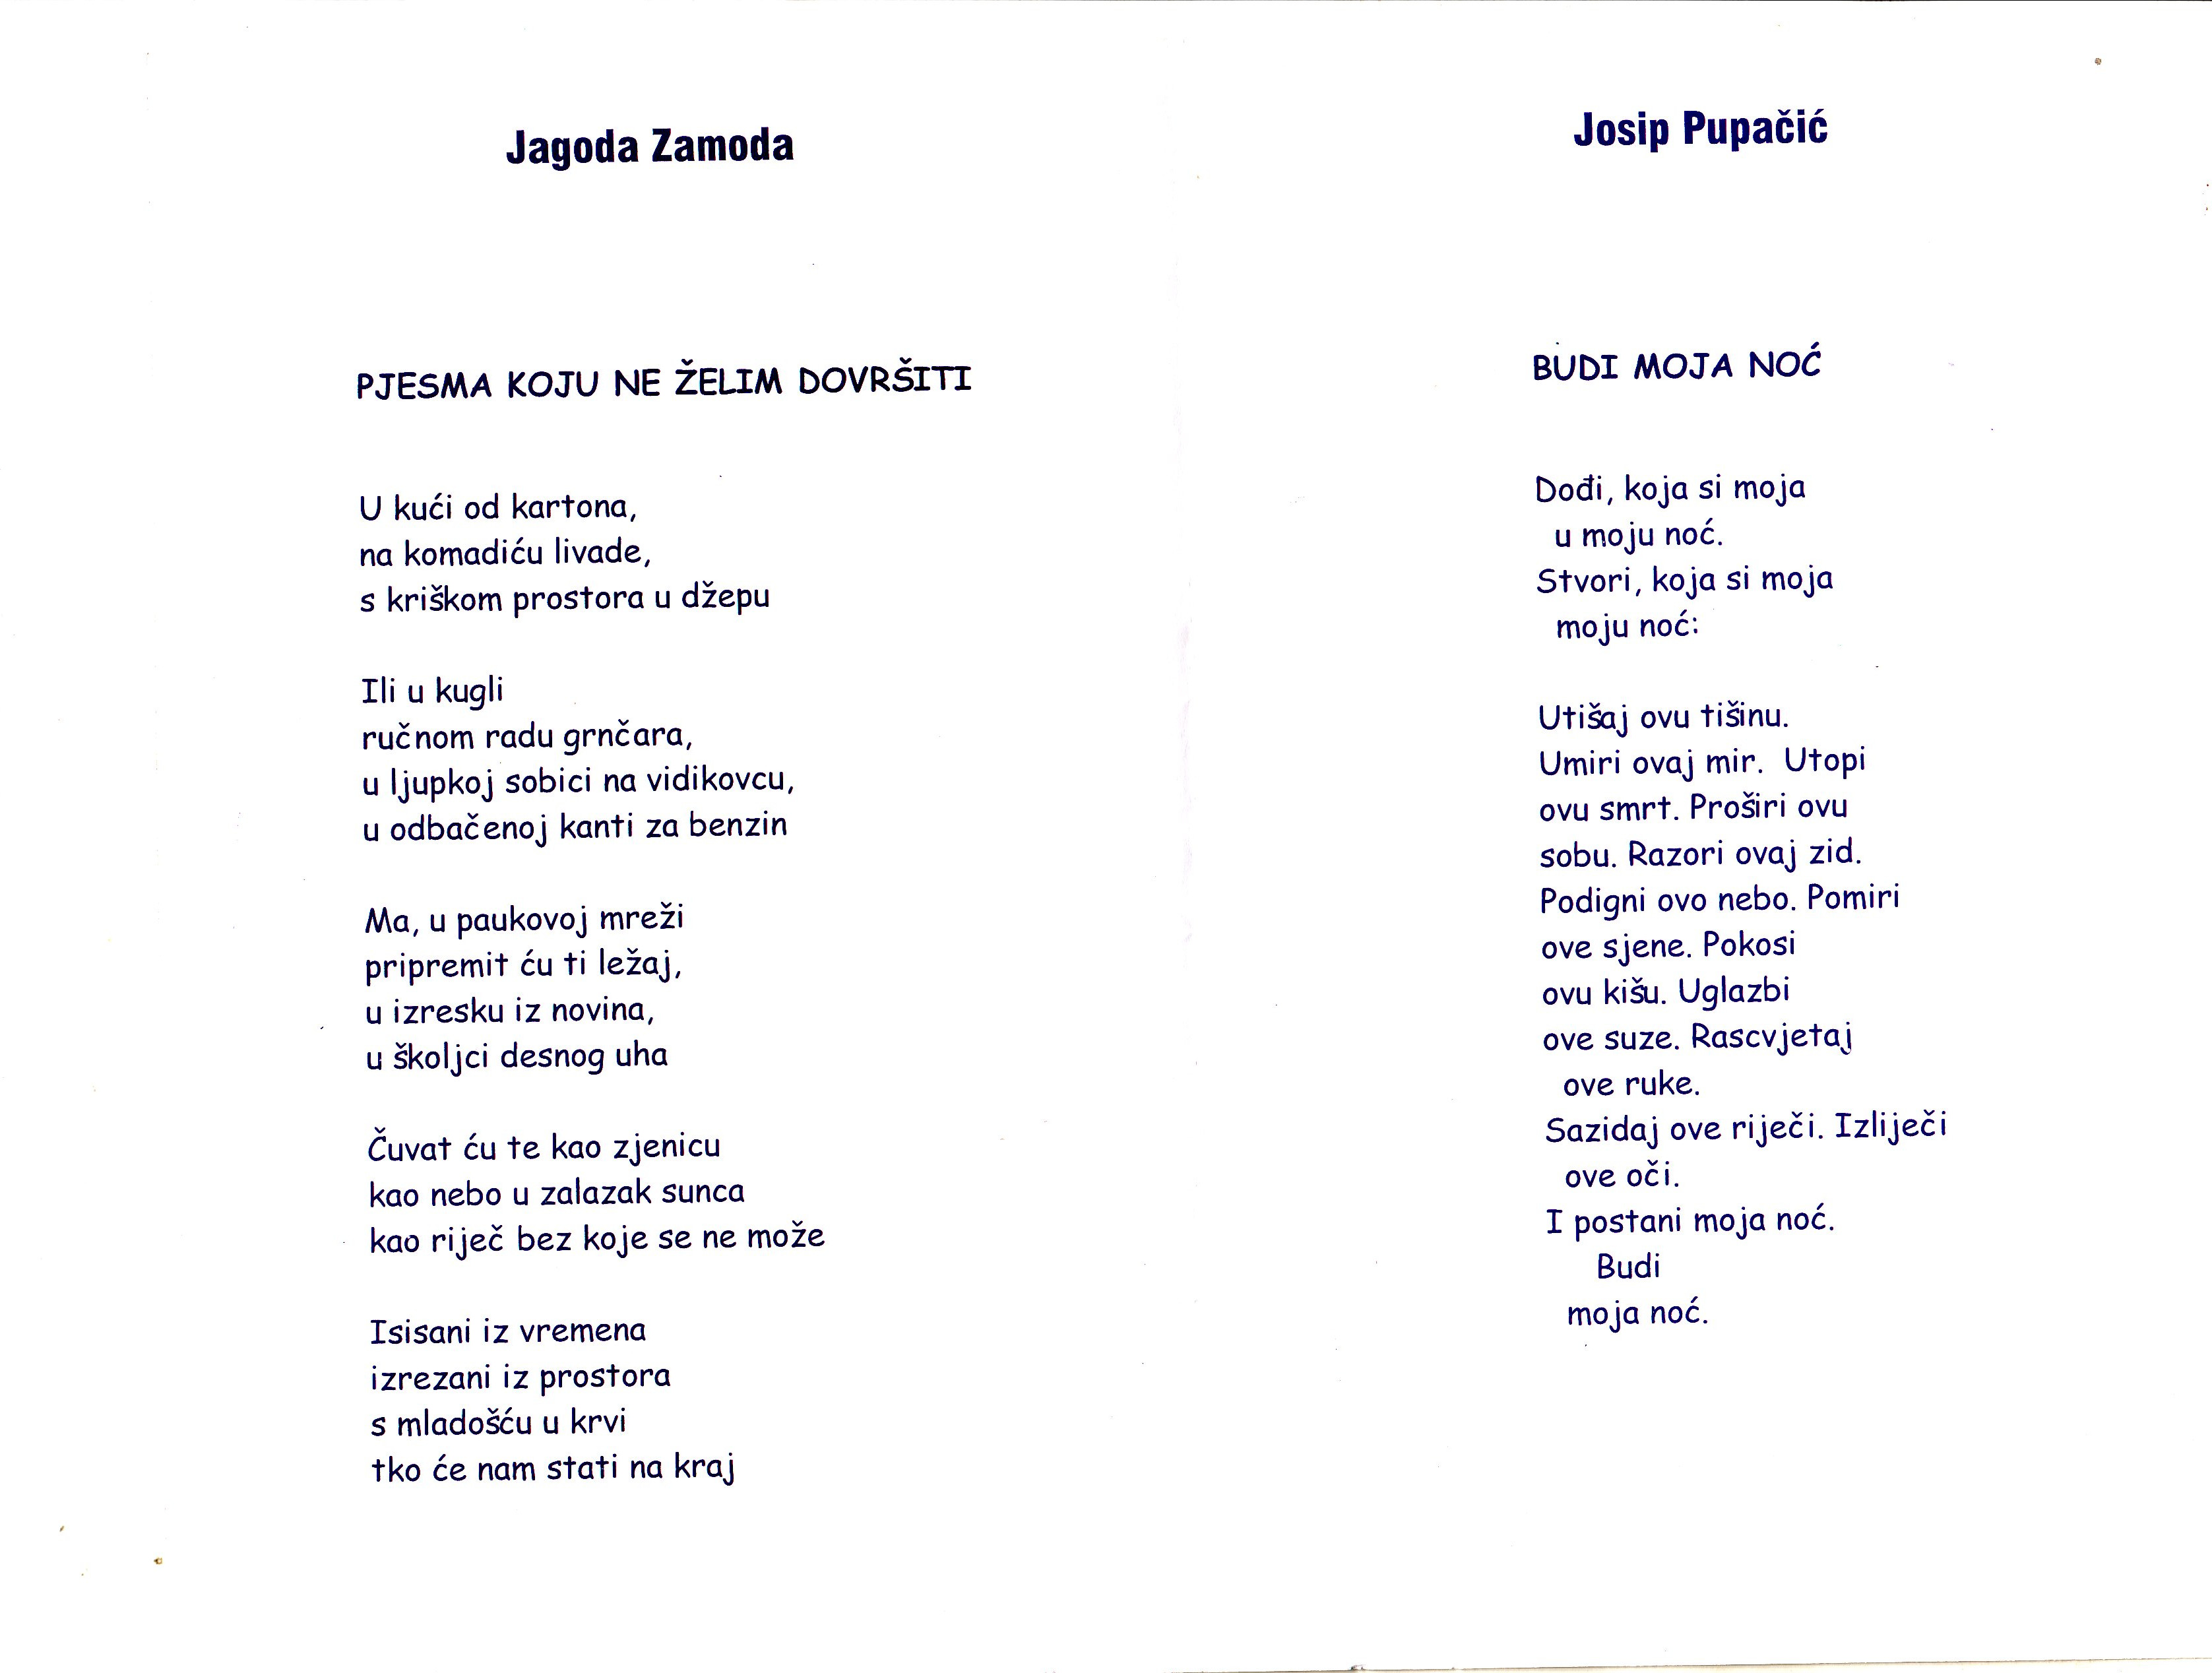 Jagoda Zamoda
PJESMA KOJU NE ŽELIM DOVRŠITI
U kući od kartona,
na komadiću livade,
s kriškom prostora u džepu
Ili u kugli
ručnom radu grnčara,
u ljupkoj sobici na vidikovcu,
u odbačenoj kanti za benzin
Ma, u paukovoj mreži
pripremit ću ti ležaj,
u izresku iz novina,
u školjci desnog uha
Čuvat ću te kao zjenicu
kao nebo u zalazak sunca
kao riječ bez koje se ne može
Isisani iz vremena
izrezani iz prostora
s mladošću u krvi
tko će nam stati na kraj
Josip Pupačić
BUDI MOJA NOĆ
Dođi, koja si moja
u moju noć.
Stvori, koja si moja
moju noć:
Utišaj ovu tišinu.
Umiri ovaj mir. Utopi
ovu smrt. Proširi ovu
sobu. Razori ovaj zid.
Podigni ovo nebo. Pomiri
ove sjene. Pokosi
ovu kišu. Uglazbi
ove suze. Rascvjetaj
ove ruke.
Sazidaj ove riječi. Izliječi
ove oči.
I postani moja noć.
Budi
moja noć.